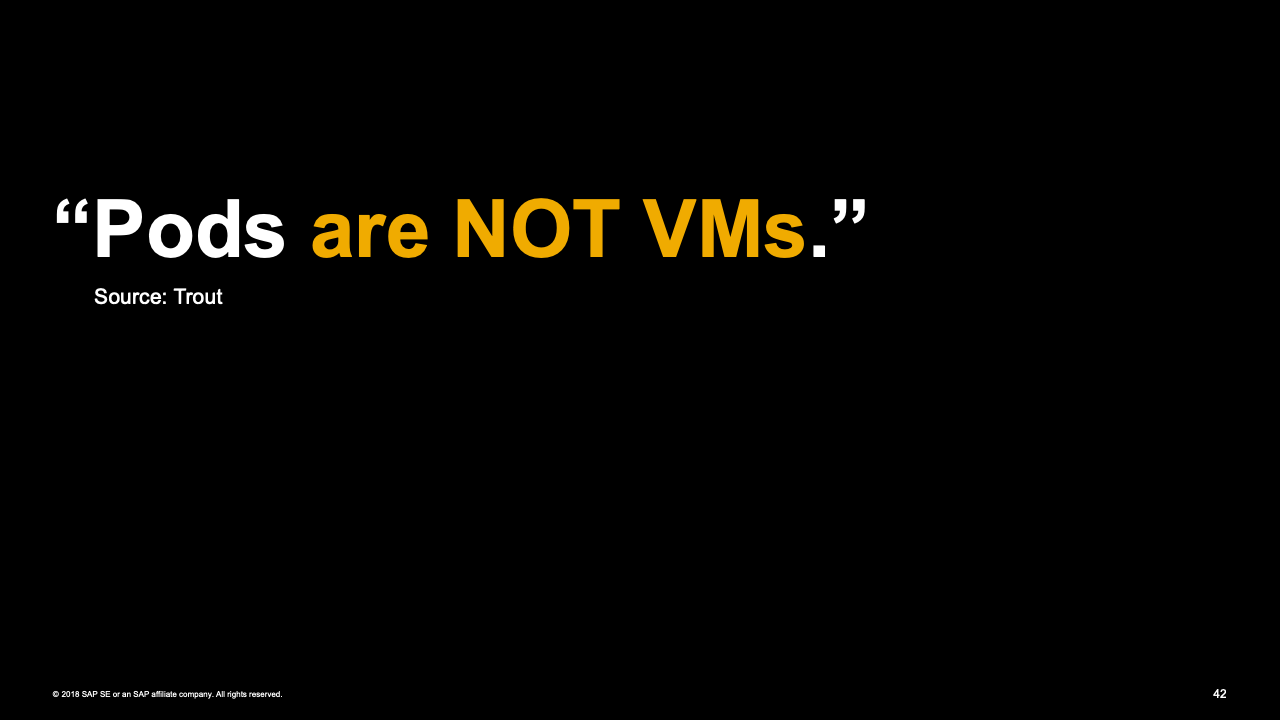 “Pods are NOT VMs.”
Source: Trout
© 2018 SAP SE or an SAP affiliate company. All rights reserved.
42